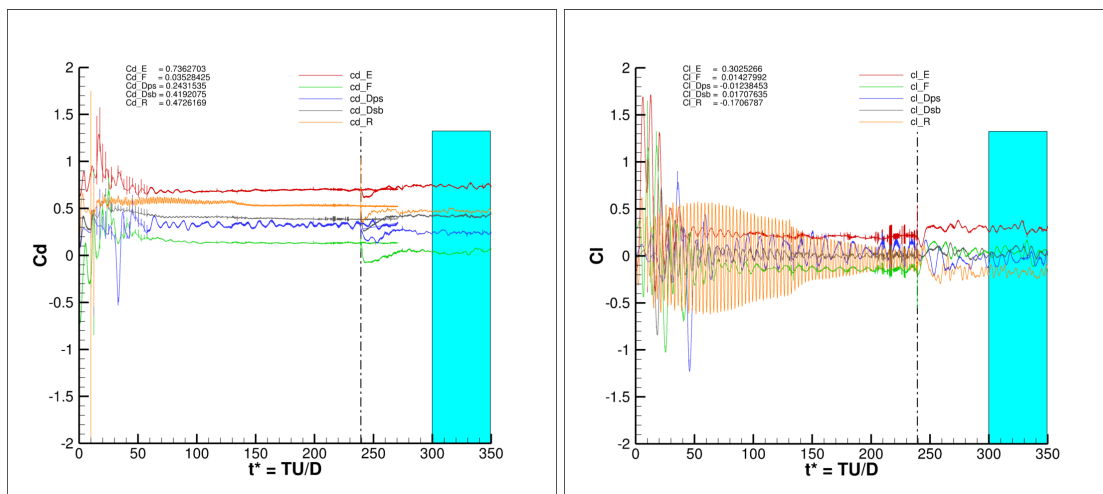 2
1.5
1
0.5
0
-0.5
-1
-1.5
-2
Cd
Cd_E = 0.7362703
Cd_F = 0.03528425
Cd_Dps = 0.2431535
Cd_Dsb = 0.4192075
Cd_R = 0.4726169
cd_E
cd_F
cd_Dps
cd_Dsb
cd_R
0 50 100 150 200 250 300 350
t* = TU/D
2
1.5
1
0.5
0
-0.5
-1
-1.5
-2
Cl
Cl_E = 0.3025266
Cl_F = 0.01427992
Cl_Dps = -0.01238453
Cl_Dsb = 0.01707635
Cl_R = -0.1706787
cl_E
cl_F
cl_Dps
cl_Dsb
cl_R
0 50 100 150 200 250 300 350
t* = TU/D